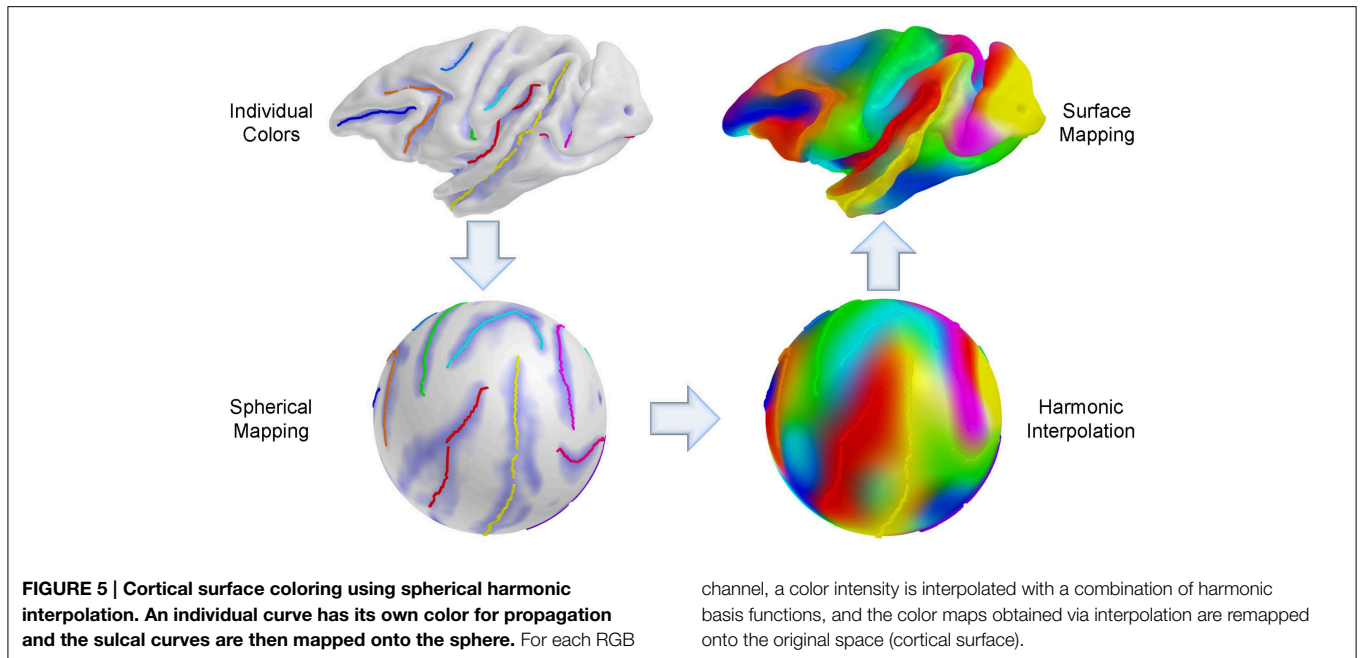 Individual
Colors
Surface
Mapping
Spherical
Mapping
Harmonic
Interpolation
FIGURE 5 | Cortical surface coloring using spherical harmonic
interpolation. An individual curve has its own color for propagation
and the sulcal curves are then mapped onto the sphere. For each RGB
channel, a color intensity is interpolated with a combination of harmonic
basis functions, and the color maps obtained via interpolation are remapped
onto the original space (cortical surface).